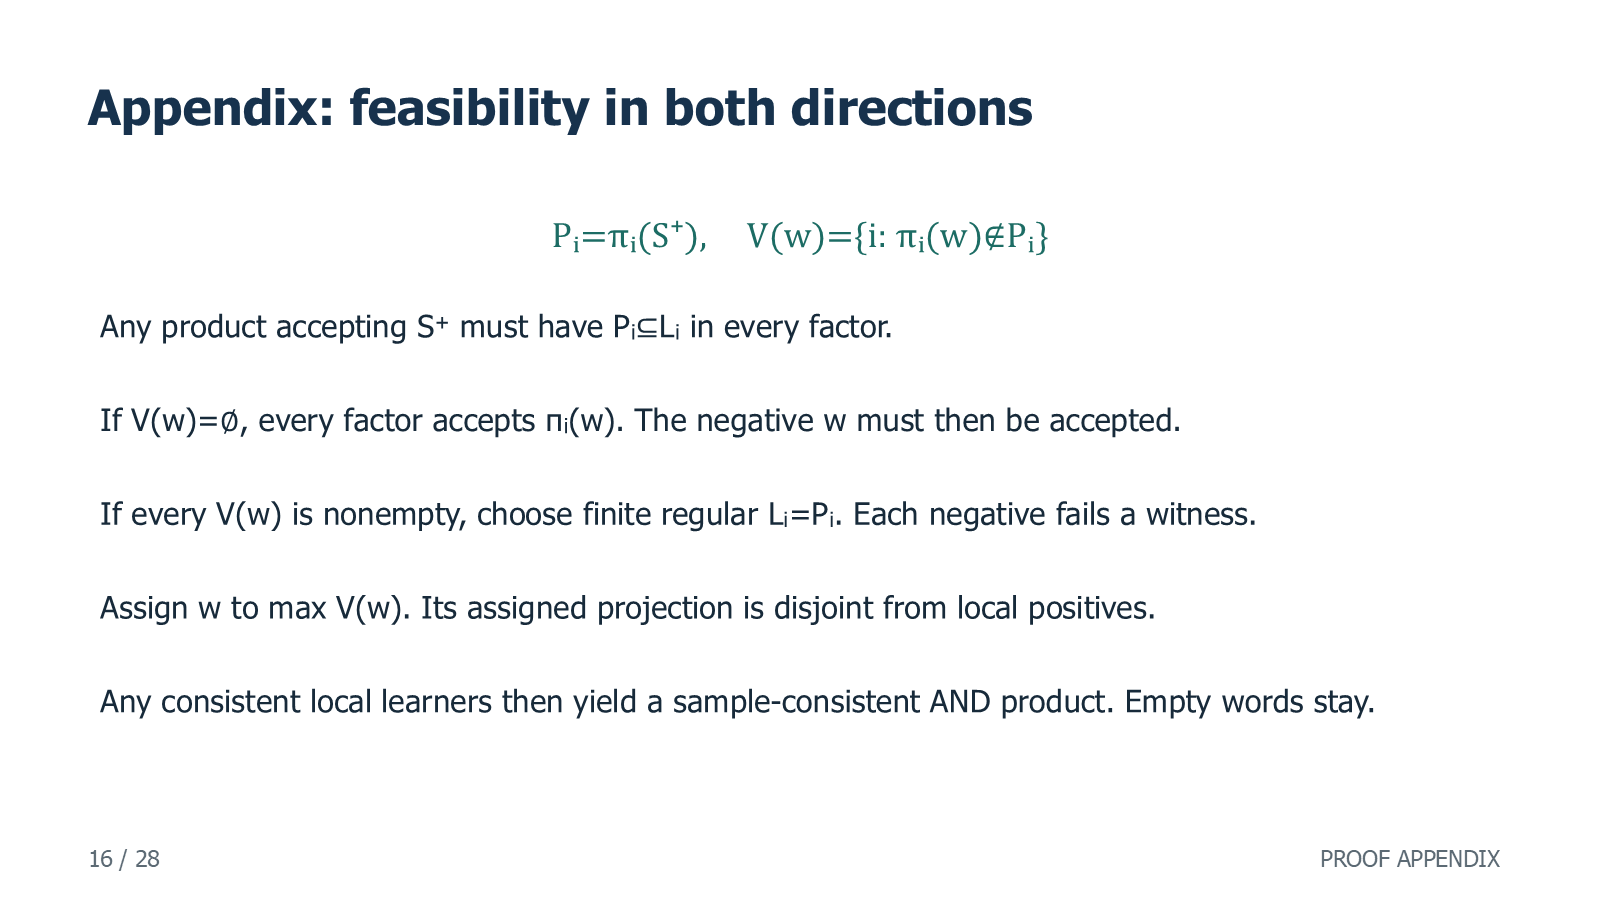 Appendix: feasibility in both directions
Pᵢ=πᵢ(S⁺), V(w)={i: πᵢ(w)∉Pᵢ}
Any product accepting S⁺ must have Pᵢ⊆Lᵢ in every factor.
If V(w)=∅, every factor accepts πᵢ(w). The negative w must then be accepted.
If every V(w) is nonempty, choose finite regular Lᵢ=Pᵢ. Each negative fails a witness.
Assign w to max V(w). Its assigned projection is disjoint from local positives.
Any consistent local learners then yield a sample-consistent AND product. Empty words stay.
16 / 28
PROOF APPENDIX